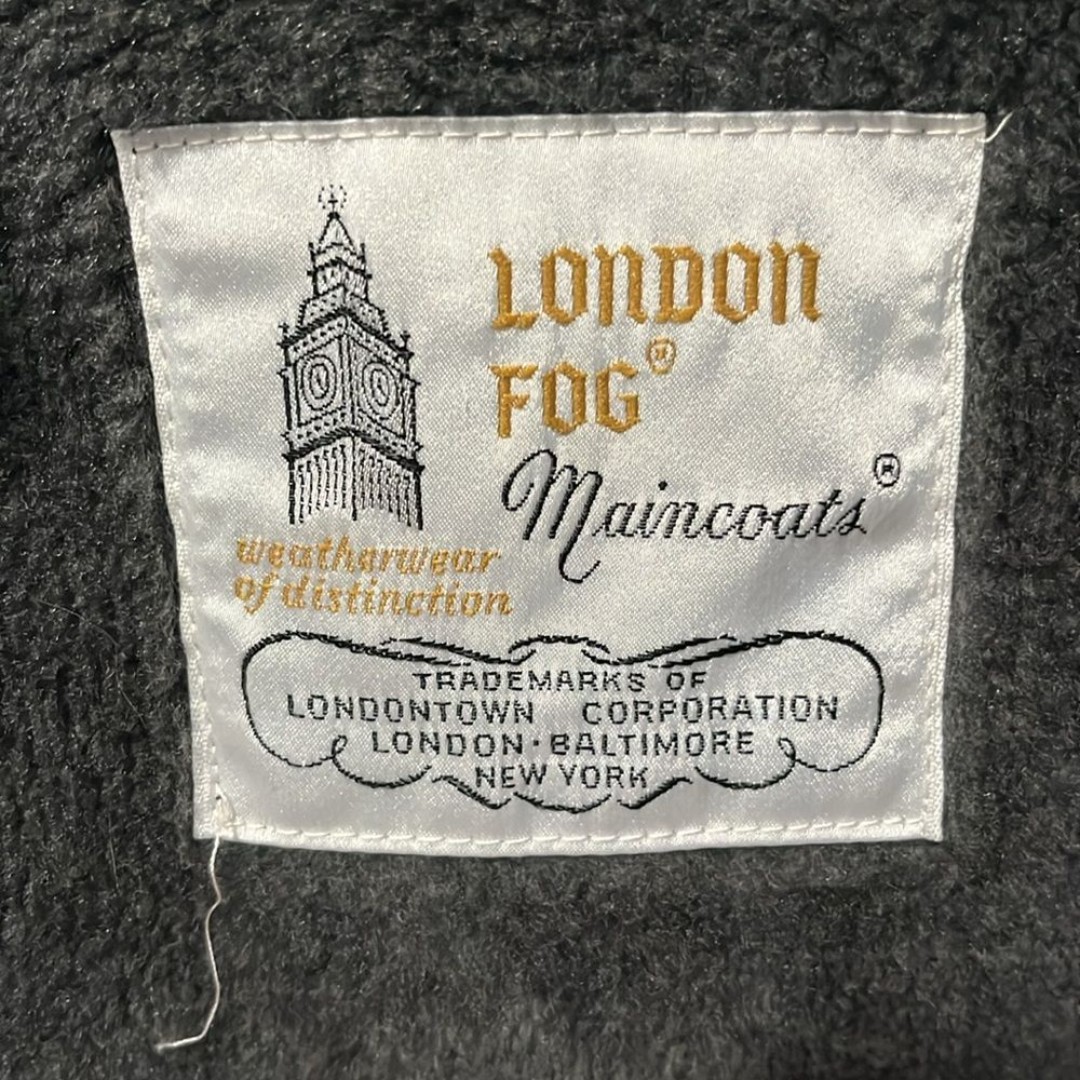 LONDON
FOG®
Maincoats®
weatherwear
of distinction
TRADEMARKS OF
LONDONTOWN CORPORATION
LONDON · BALTIMORE
NEW YORK